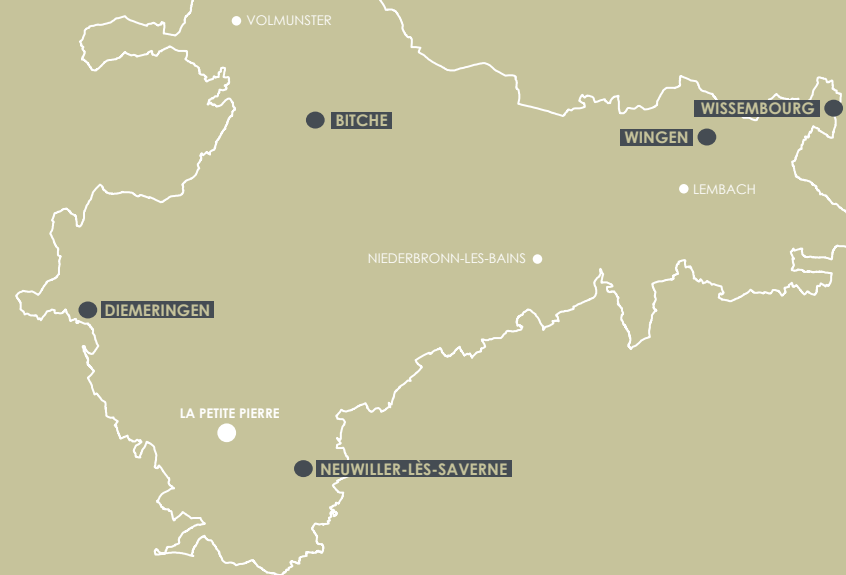 VOLMUNSTER
BITCHE
WISSEMBOURG
WINGEN
LEMBACH
NIEDERBRONN-LES-BAINS
DIEMERINGEN
LA PETITE PIERRE
NEUWILLER-LÈS-SAVERNE